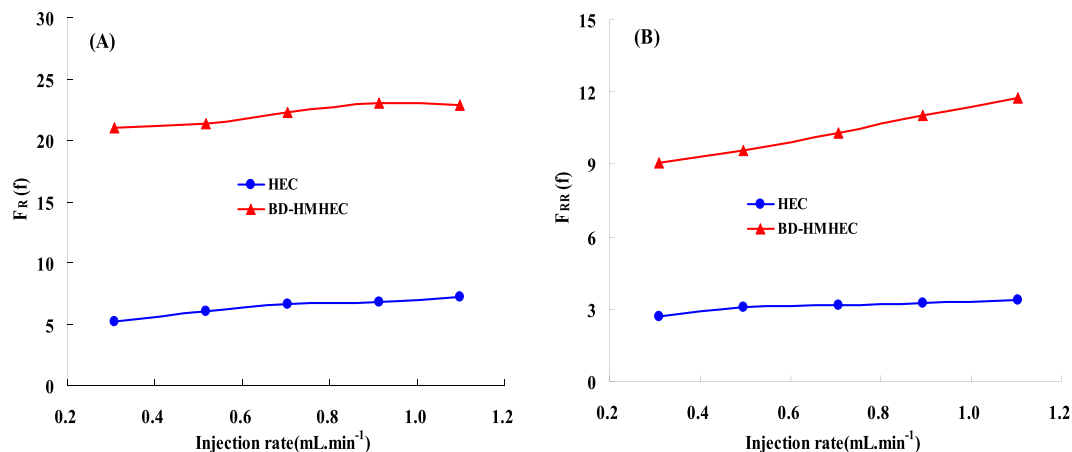 (A)
30
25
20
15
10
5
0
F_R (f)
HEC
BD-HMHEC
0.2 0.4 0.6 0.8 1.0 1.2
Injection rate(mL.min⁻¹)
(B)
15
12
9
6
3
0
F_RR (f)
HEC
BD-HMHEC
0.2 0.4 0.6 0.8 1.0 1.2
Injection rate(mL.min⁻¹)